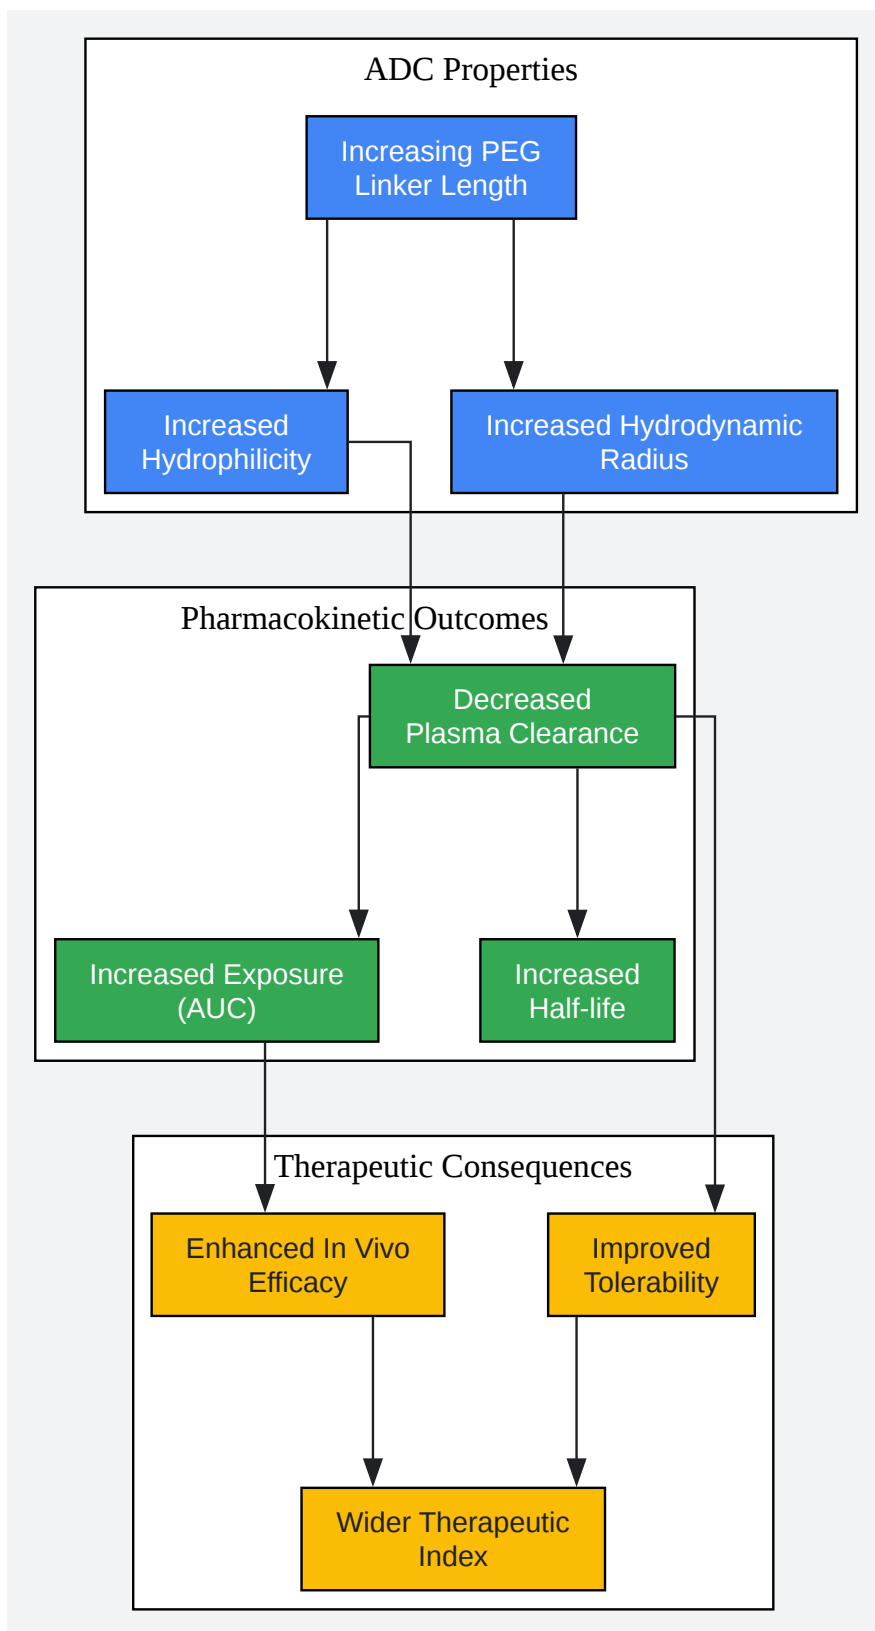 ADC Properties
Increasing PEG
Linker Length
Increased
Hydrophilicity
Increased Hydrodynamic
Radius
Pharmacokinetic Outcomes
Decreased
Plasma Clearance
Increased Exposure
(AUC)
Increased
Half-life
Therapeutic Consequences
Enhanced In Vivo
Efficacy
Improved
Tolerability
Wider Therapeutic
Index